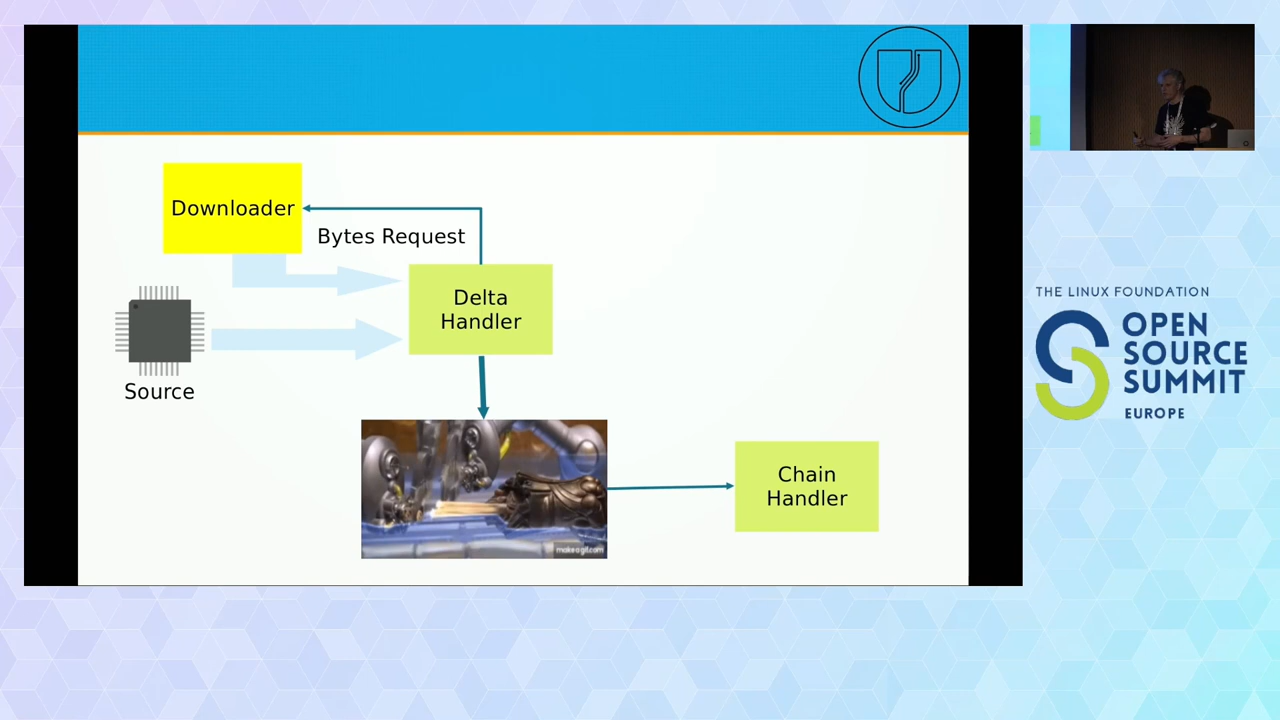 Downloader
Bytes Request
Delta
Handler
Source
Chain
Handler
makeagif.com
THE LINUX FOUNDATION
OPEN
SOURCE
SUMMIT
EUROPE